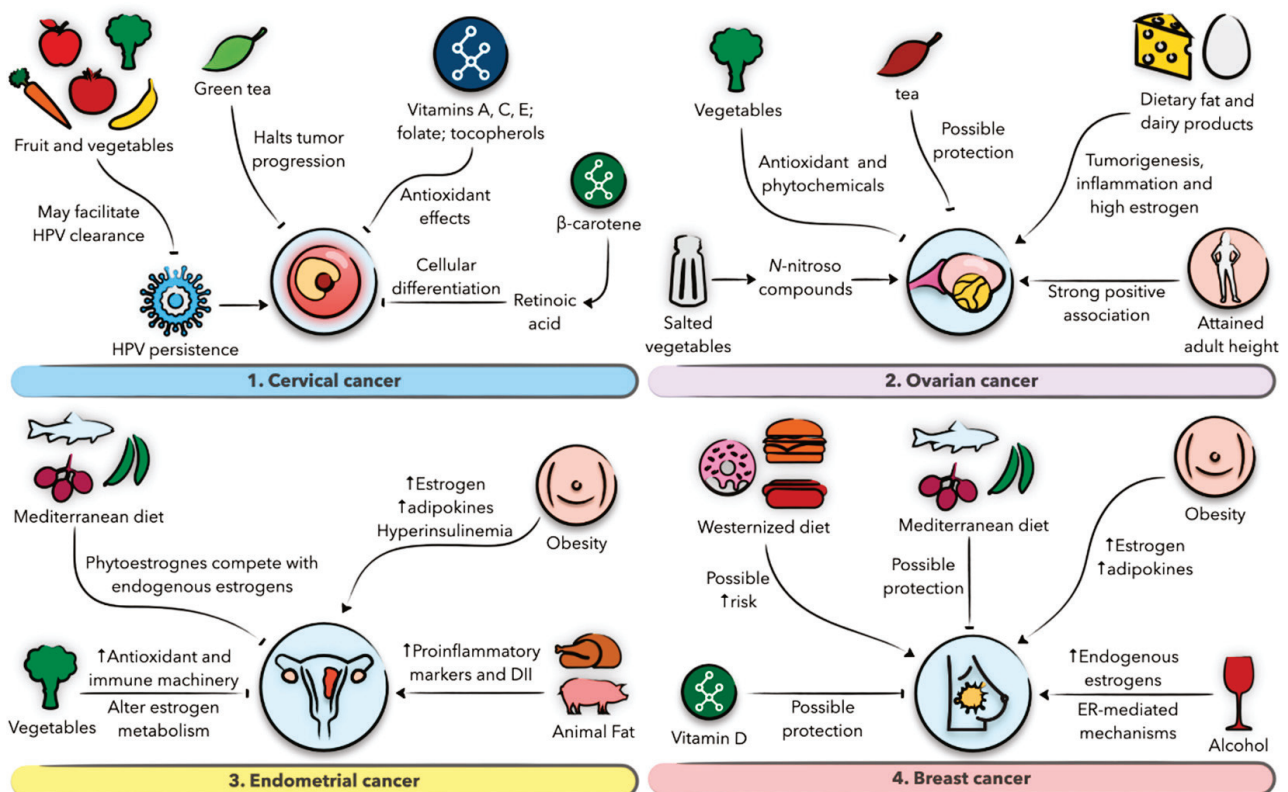 Fruit and vegetables
May facilitate
HPV clearance
HPV persistence
Green tea
Halts tumor
progression
Vitamins A, C, E;
folate; tocopherols
Antioxidant
effects
β-carotene
Cellular
differentiation
Retinoic
acid
1. Cervical cancer
Vegetables
Antioxidant and
phytochemicals
tea
Possible
protection
Dietary fat and
dairy products
Tumorigenesis,
inflammation and
high estrogen
Salted
vegetables
N-nitroso
compounds
Strong positive
association
Attained
adult height
2. Ovarian cancer
Mediterranean diet
Phytoestrognes compete with
endogenous estrogens
↑Estrogen
↑adipokines
Hyperinsulinemia
Obesity
Vegetables
↑Antioxidant and
immune machinery
Alter estrogen
metabolism
↑Proinflammatory
markers and DII
Animal Fat
3. Endometrial cancer
Westernized diet
Possible
↑risk
Mediterranean diet
Possible
protection
Obesity
↑Estrogen
↑adipokines
Vitamin D
Possible
protection
↑Endogenous
estrogens
ER-mediated
mechanisms
Alcohol
4. Breast cancer